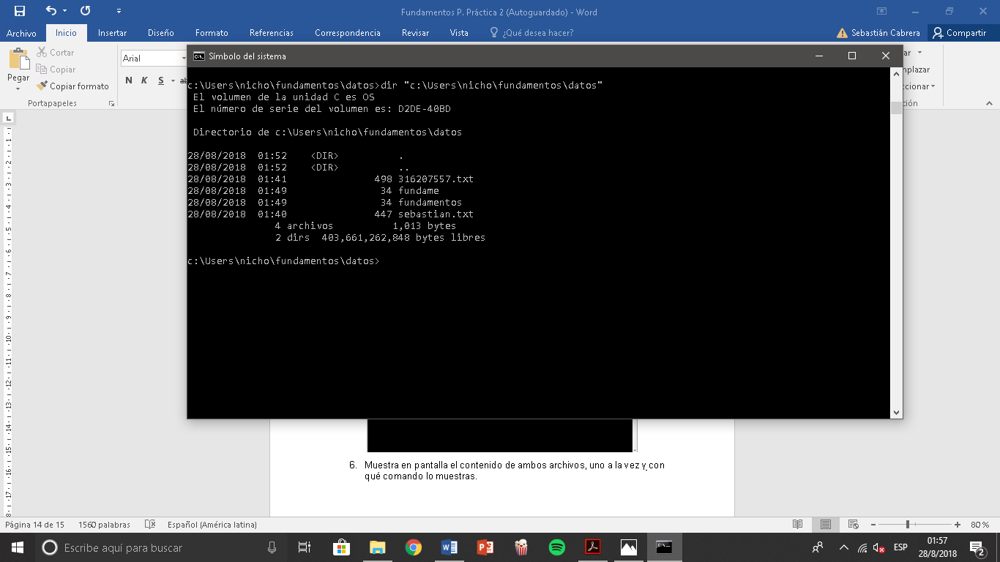 Fundamentos P. Práctica 2 (Autoguardado) - Word
Archivo Inicio Insertar Diseño Formato Referencias Correspondencia Revisar Vista ¿Qué desea hacer? Sebastián Cabrera Compartir
Cortar
Copiar
Copiar formato
Pegar
Portapapeles
Arial
N K S
Símbolo del sistema
c:\Users\nicho\fundamentos\datos>dir "c:\Users\nicho\fundamentos\datos"
El volumen de la unidad C es OS
El número de serie del volumen es: D2DE-40BD
Directorio de c:\Users\nicho\fundamentos\datos
28/08/2018 01:52 <DIR> .
28/08/2018 01:52 <DIR> ..
28/08/2018 01:41 498 316207557.txt
28/08/2018 01:49 34 fundame
28/08/2018 01:49 34 fundamentos
28/08/2018 01:40 447 sebastian.txt
4 archivos 1,013 bytes
2 dirs 403,661,262,848 bytes libres
c:\Users\nicho\fundamentos\datos>
6. Muestra en pantalla el contenido de ambos archivos, uno a la vez y con
qué comando lo muestras.
Página 14 de 15 1560 palabras Español (América latina) 80 %
Escribe aquí para buscar
ESP
01:57
28/8/2018
2